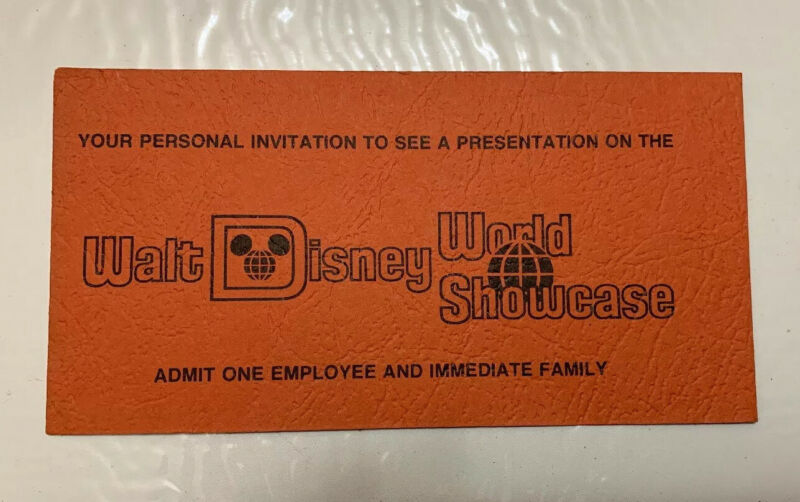 YOUR PERSONAL INVITATION TO SEE A PRESENTATION ON THE
Walt Disney World Showcase
ADMIT ONE EMPLOYEE AND IMMEDIATE FAMILY